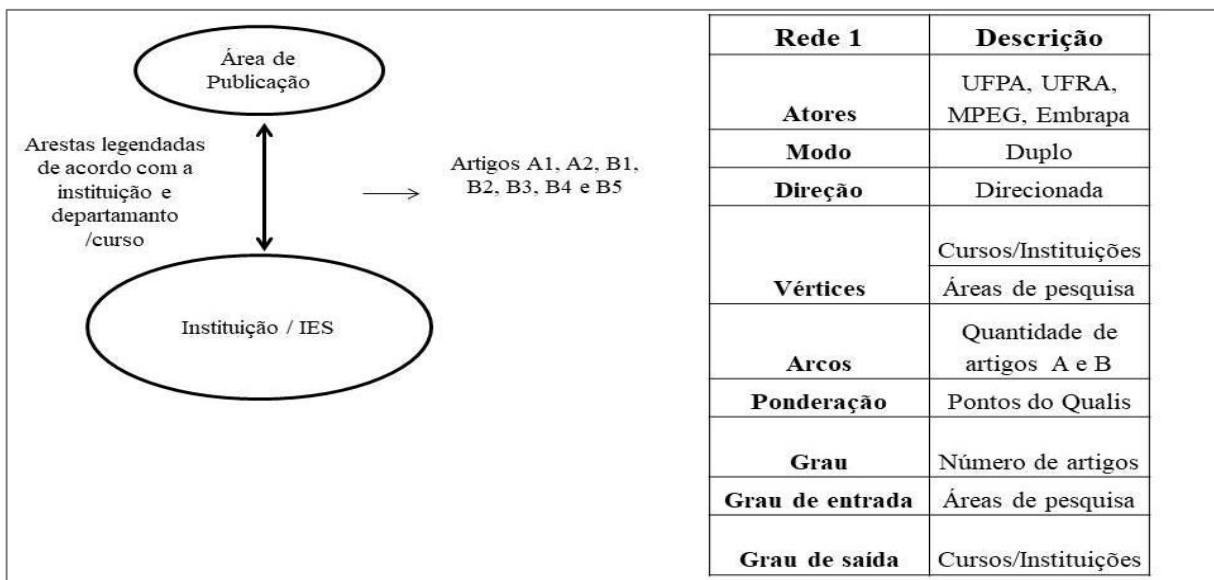 Área de
Publicação
Arestas legendadas
de acordo com a
instituição e
departamanto
/curso
Artigos A1, A2, B1,
B2, B3, B4 e B5
Instituição / IES
Rede 1 Descrição
Atores UFPA, UFRA,
MPEG, Embrapa
Modo Duplo
Direção Direcionada
Vértices Cursos/Instituições
Áreas de pesquisa
Arcos Quantidade de
artigos A e B
Ponderação Pontos do Qualis
Grau Número de artigos
Grau de entrada Áreas de pesquisa
Grau de saída Cursos/Instituições